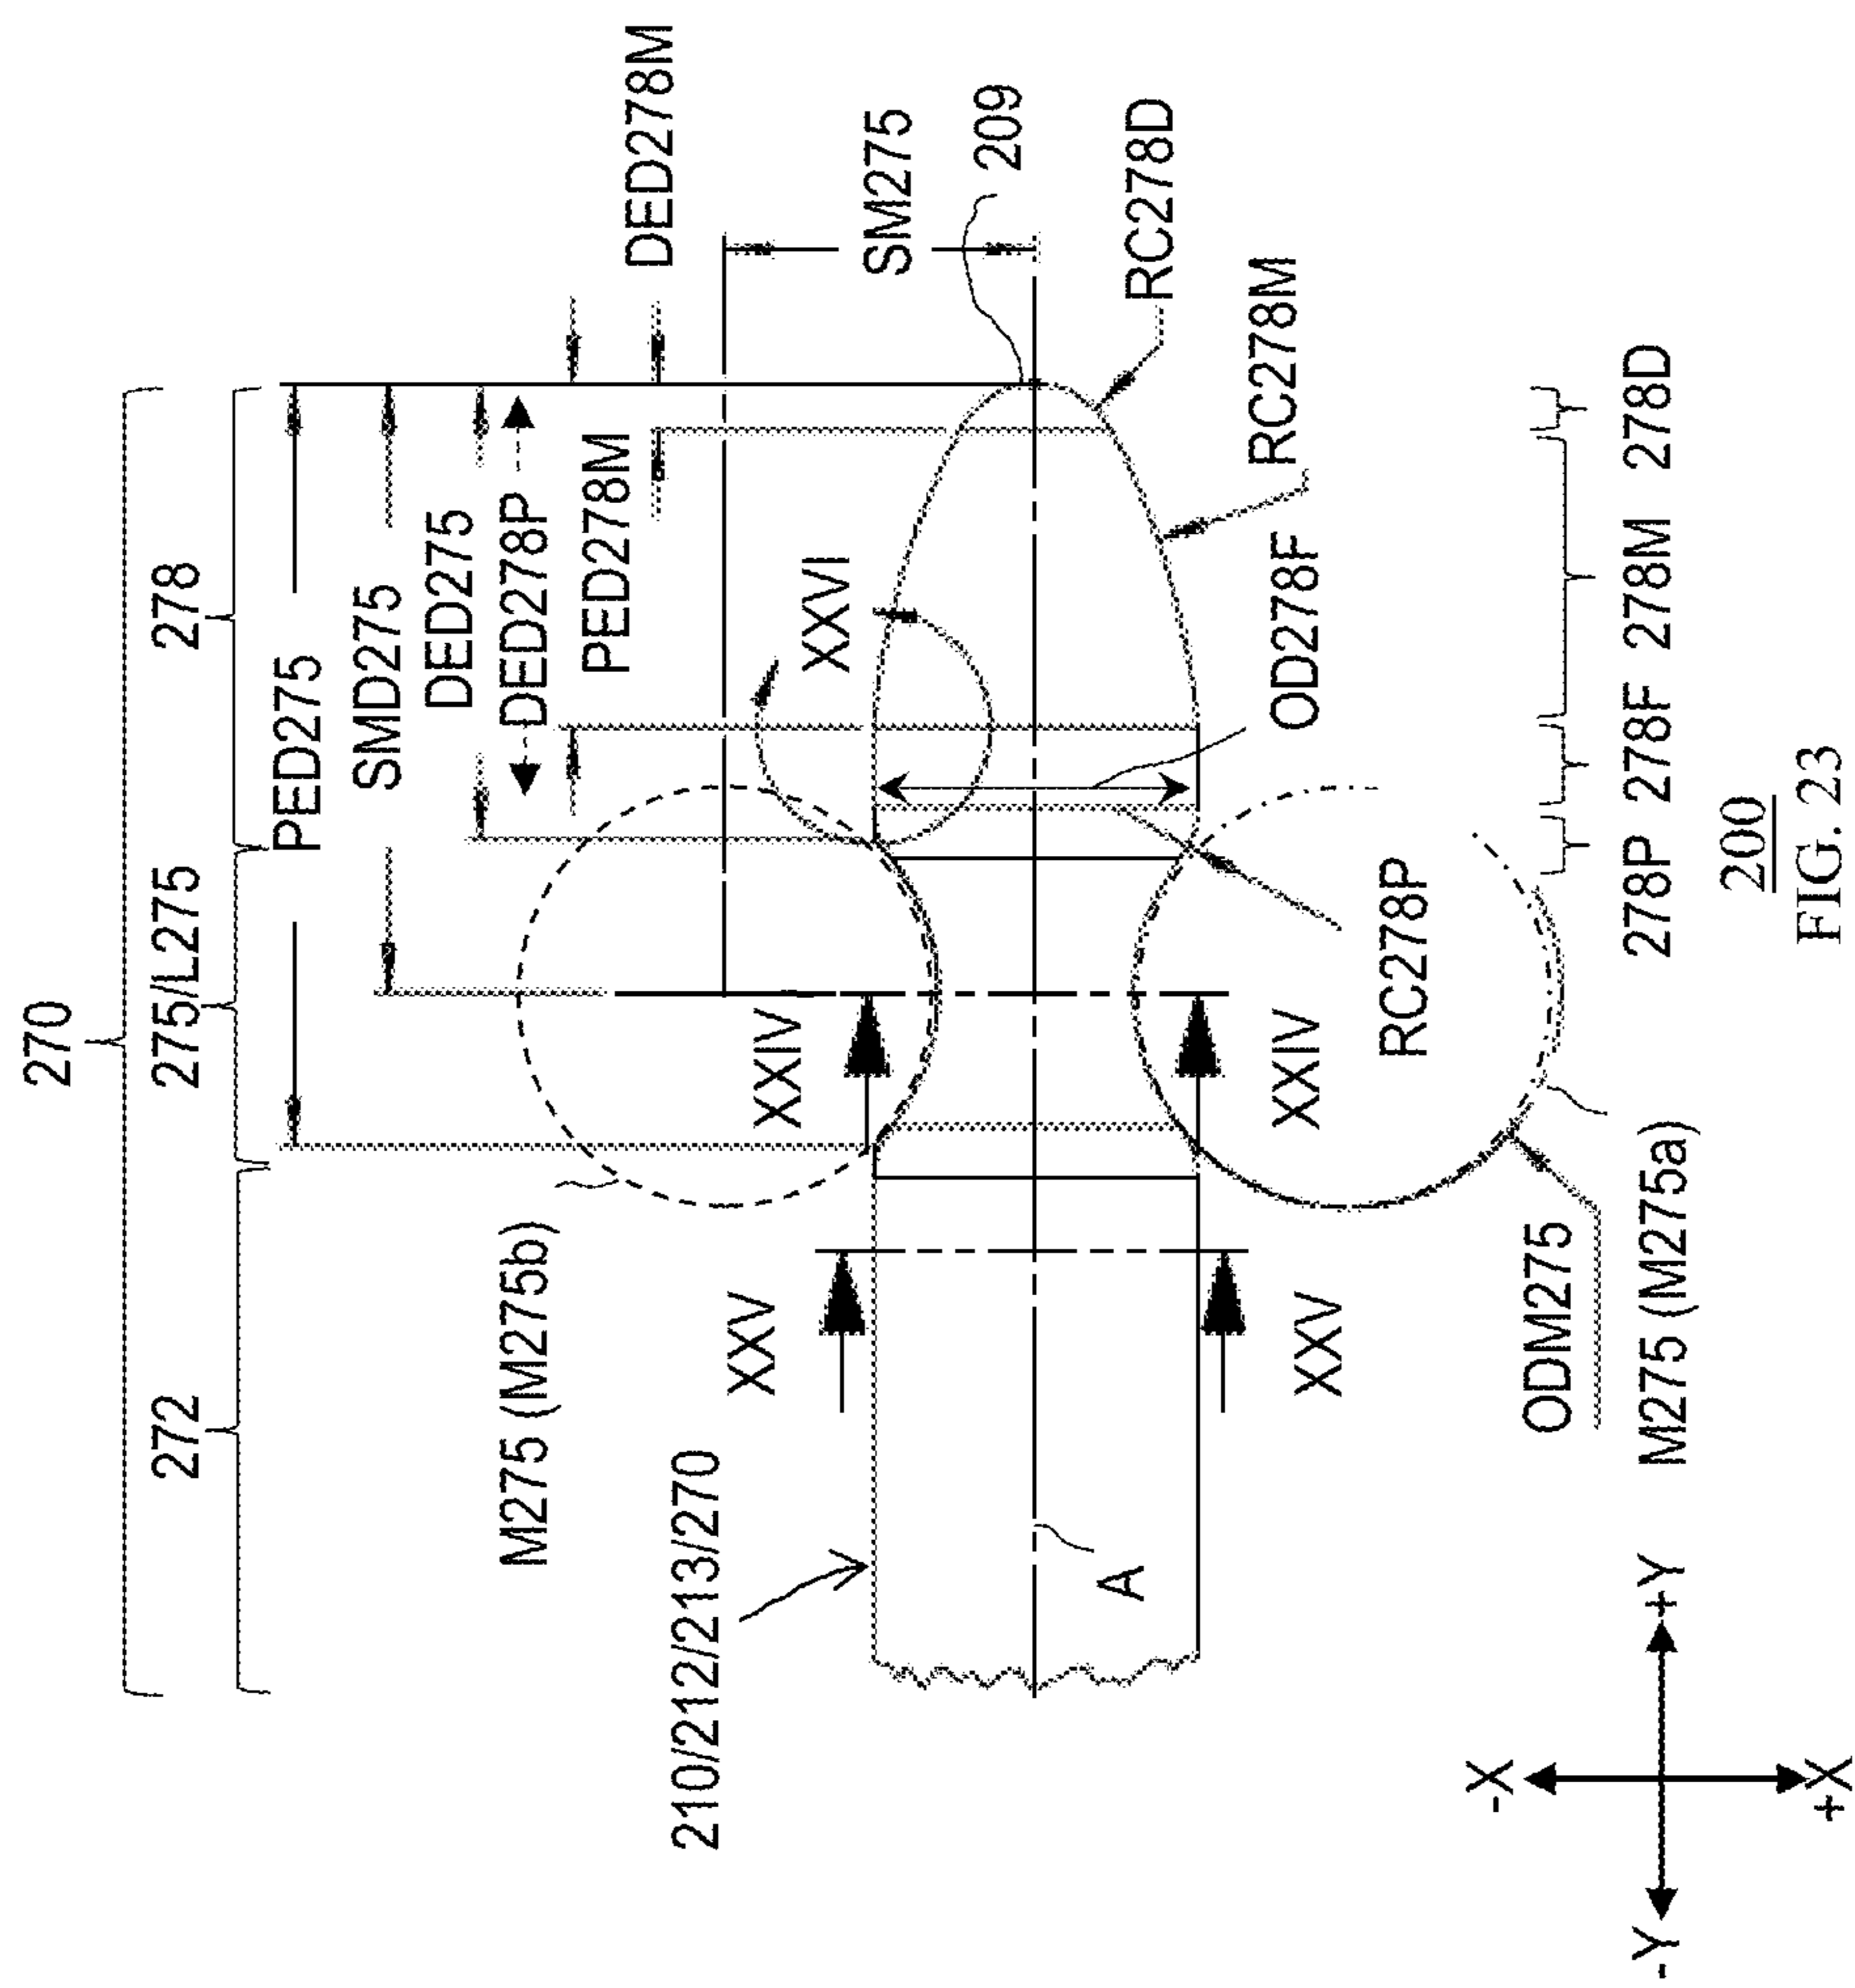 270
272
275/L275
278
PED275
SMD275
DED275
DED278P
PED278M
DED278M
SM275
209
RC278D
RC278M
OD278F
XXVI
M275 (M275b)
XXIV
XXIV
XXV
XXV
210/212/213/270
A
RC278P
ODM275
M275 (M275a)
278P 278F 278M 278D
-X
+X
-Y
+Y
200
FIG. 23